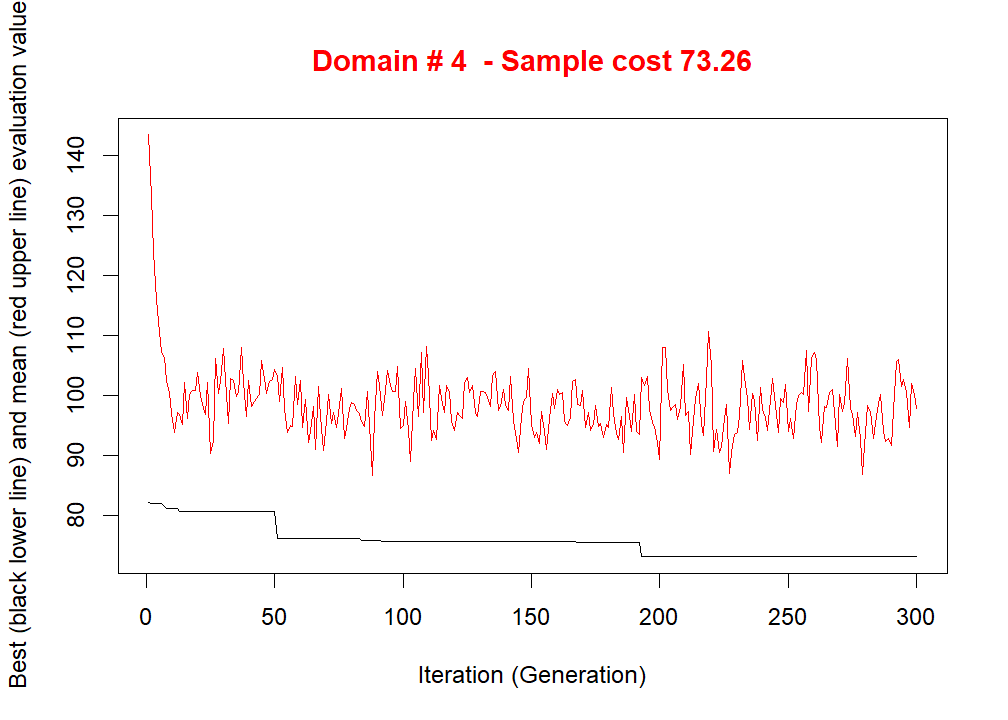 Domain # 4  - Sample cost 73.26
Best (black lower line) and mean (red upper line) evaluation value
140
130
120
110
100
90
80
0 50 100 150 200 250 300
Iteration (Generation)